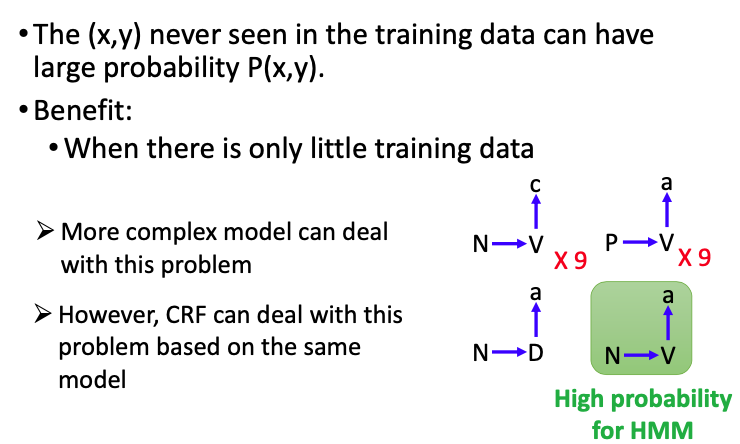 •The (x,y) never seen in the training data can have
large probability P(x,y).
•Benefit:
•When there is only little training data
➢ More complex model can deal
with this problem
➢ However, CRF can deal with this
problem based on the same
model
c
N V
X 9
a
P V
X 9
a
N D
a
N V
High probability
for HMM